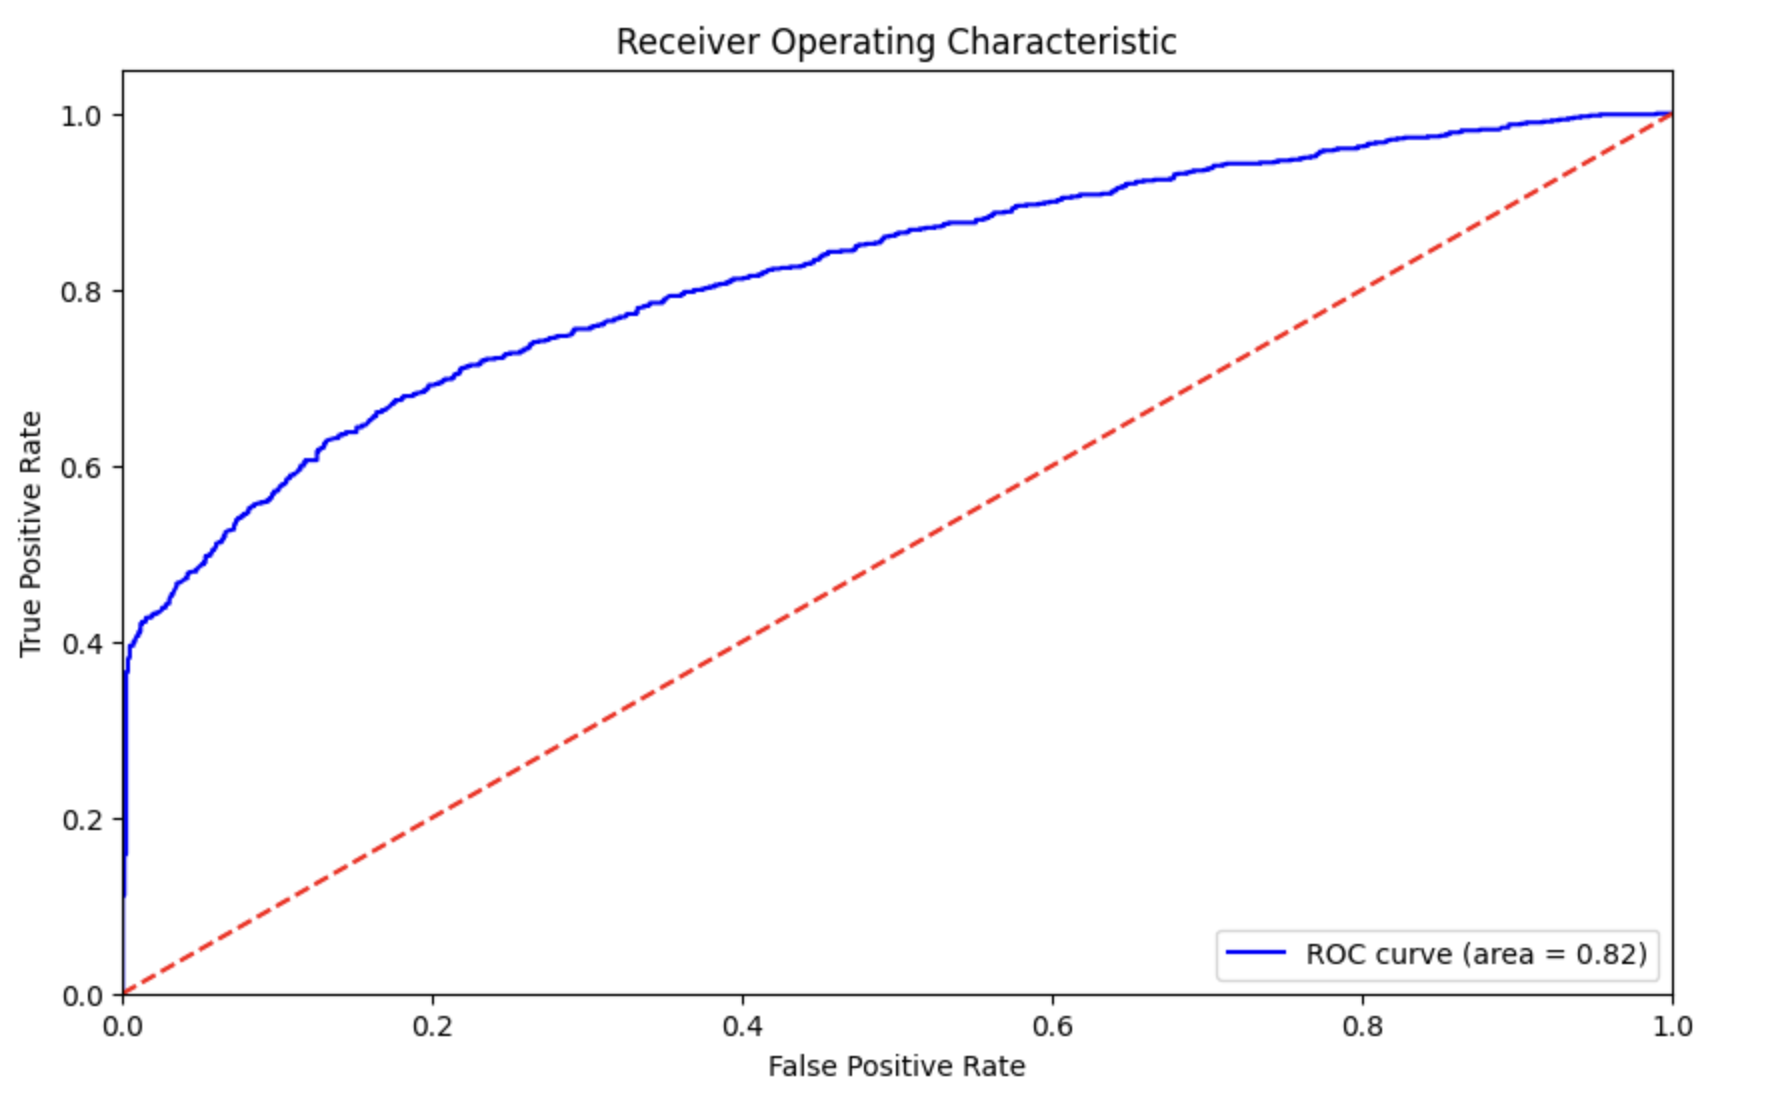 Receiver Operating Characteristic
1.0
0.8
0.6
0.4
0.2
0.0
True Positive Rate
0.0 0.2 0.4 0.6 0.8 1.0
False Positive Rate
ROC curve (area = 0.82)